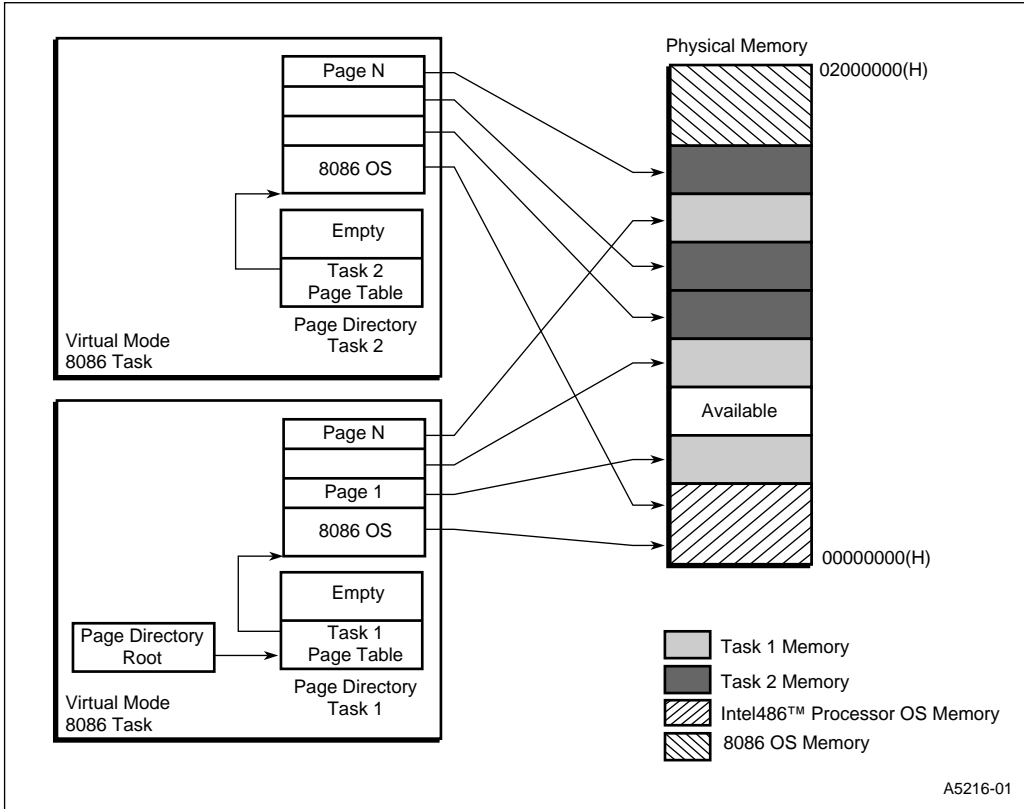 Page N
8086 OS
Empty
Task 2
Page Table
Page Directory
Task 2
Virtual Mode
8086 Task
Page N
Page 1
8086 OS
Empty
Task 1
Page Table
Page Directory
Root
Page Directory
Task 1
Virtual Mode
8086 Task
Physical Memory
02000000(H)
Available
00000000(H)
Task 1 Memory
Task 2 Memory
Intel486™ Processor OS Memory
8086 OS Memory
A5216-01